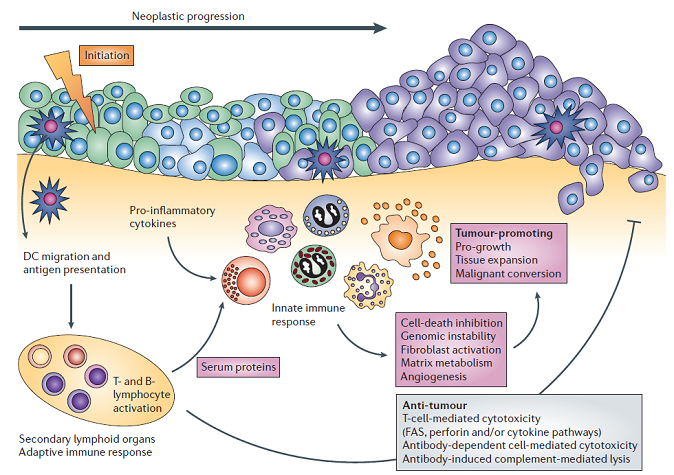 Neoplastic progression
Initiation
DC migration and
antigen presentation
Pro-inflammatory
cytokines
Innate immune
response
Tumour-promoting
Pro-growth
Tissue expansion
Malignant conversion
Cell-death inhibition
Genomic instability
Fibroblast activation
Matrix metabolism
Angiogenesis
Serum proteins
T- and B-
lymphocyte
activation
Secondary lymphoid organs
Adaptive immune response
Anti-tumour
T-cell-mediated cytotoxicity
(FAS, perforin and/or cytokine pathways)
Antibody-dependent cell-mediated cytotoxicity
Antibody-induced complement-mediated lysis